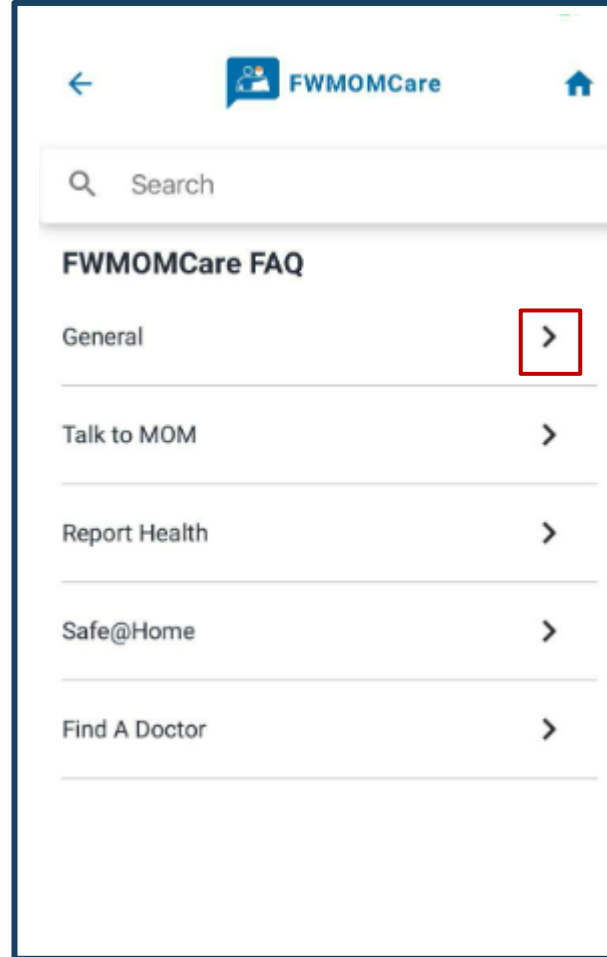 FWMOMCare
Search
FWMOMCare FAQ
General
Talk to MOM
Report Health
Safe@Home
Find A Doctor